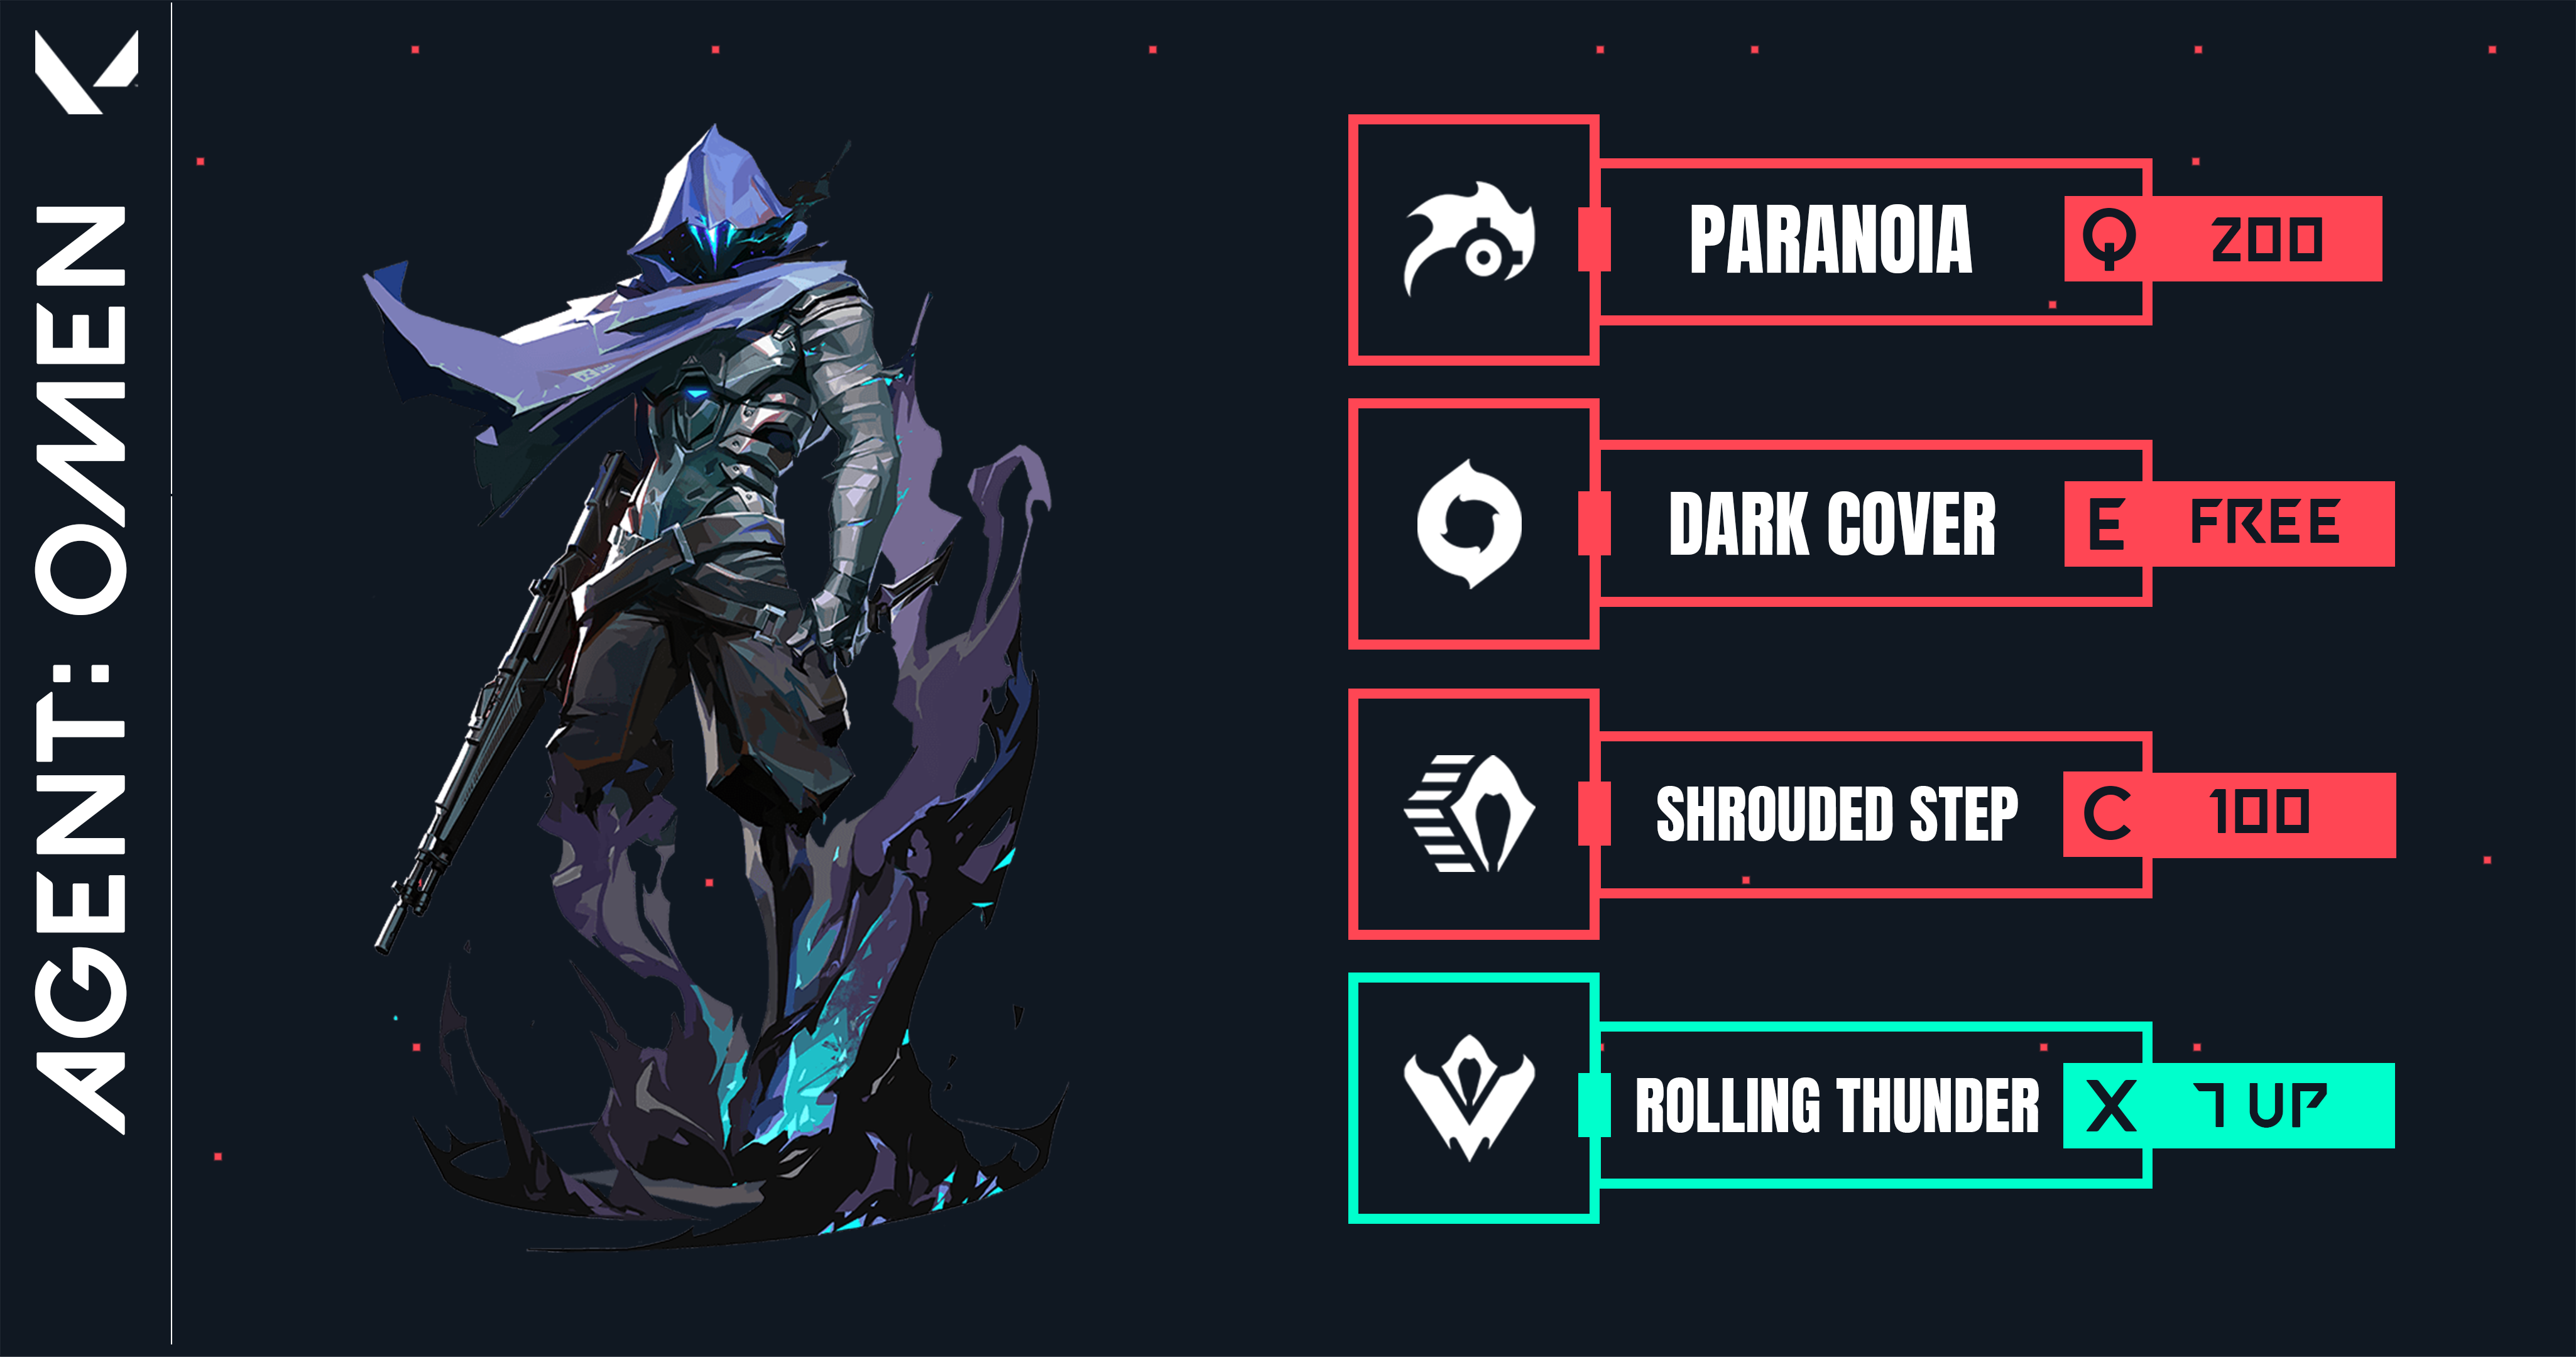 AGENT: OMEN
PARANOIA Q 200
DARK COVER E FREE
SHROUDED STEP C 100
ROLLING THUNDER X 7 UP